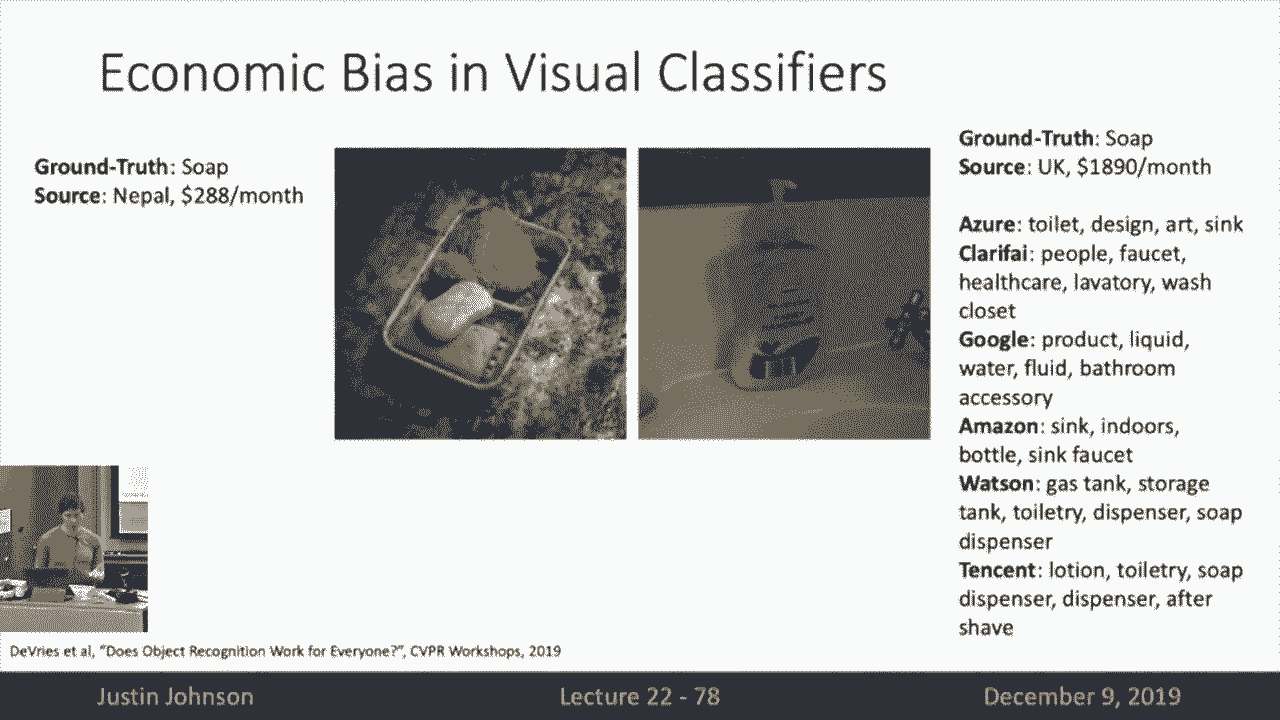 Economic Bias in Visual Classifiers
Ground-Truth: Soap
Source: Nepal, $288/month
Ground-Truth: Soap
Source: UK, $1890/month
Azure: toilet, design, art, sink
Clarifai: people, faucet,
healthcare, lavatory, wash
closet
Google: product, liquid,
water, fluid, bathroom
accessory
Amazon: sink, indoors,
bottle, sink faucet
Watson: gas tank, storage
tank, toiletry, dispenser, soap
dispenser
Tencent: lotion, toiletry, soap
dispenser, dispenser, after
shave
DeVries et al, "Does Object Recognition Work for Everyone?", CVPR Workshops, 2019
Justin Johnson
Lecture 22 - 78
December 9, 2019